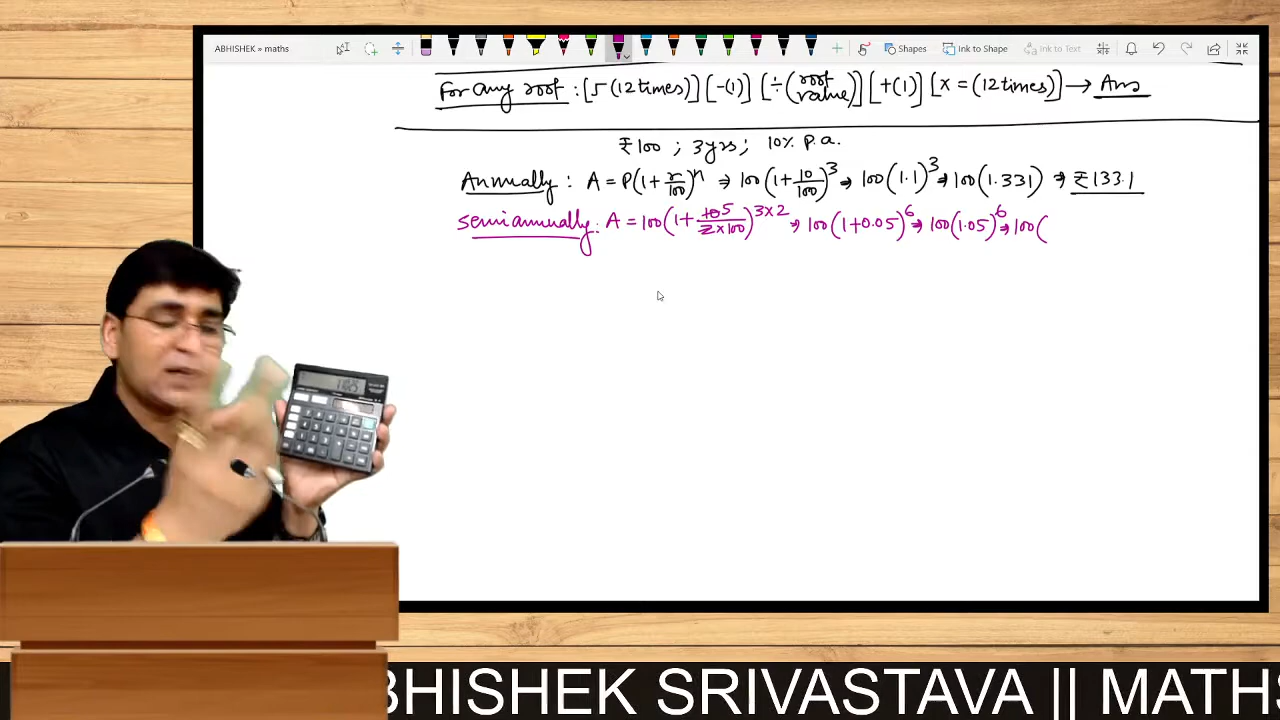 ABHISHEK » maths
Shapes
Ink to Shape
Ink to Text
For any root : [√(12 times)] [-(1)] [÷(root value)] [+(1)] [x = (12 times)] → Ans
₹100 ; 3yrs; 10% p.a.
Annually : A = P(1+r/100)^n ⇒ 100(1+10/100)^3 ⇒ 100(1.1)^3 ⇒ 100(1.331) ⇒ ₹133.1
semiannually: A = 100(1+10 5/2×100)^3×2 ⇒ 100(1+0.05)^6 ⇒ 100(1.05)^6 ⇒ 100(
ABHISHEK SRIVASTAVA || MATHS